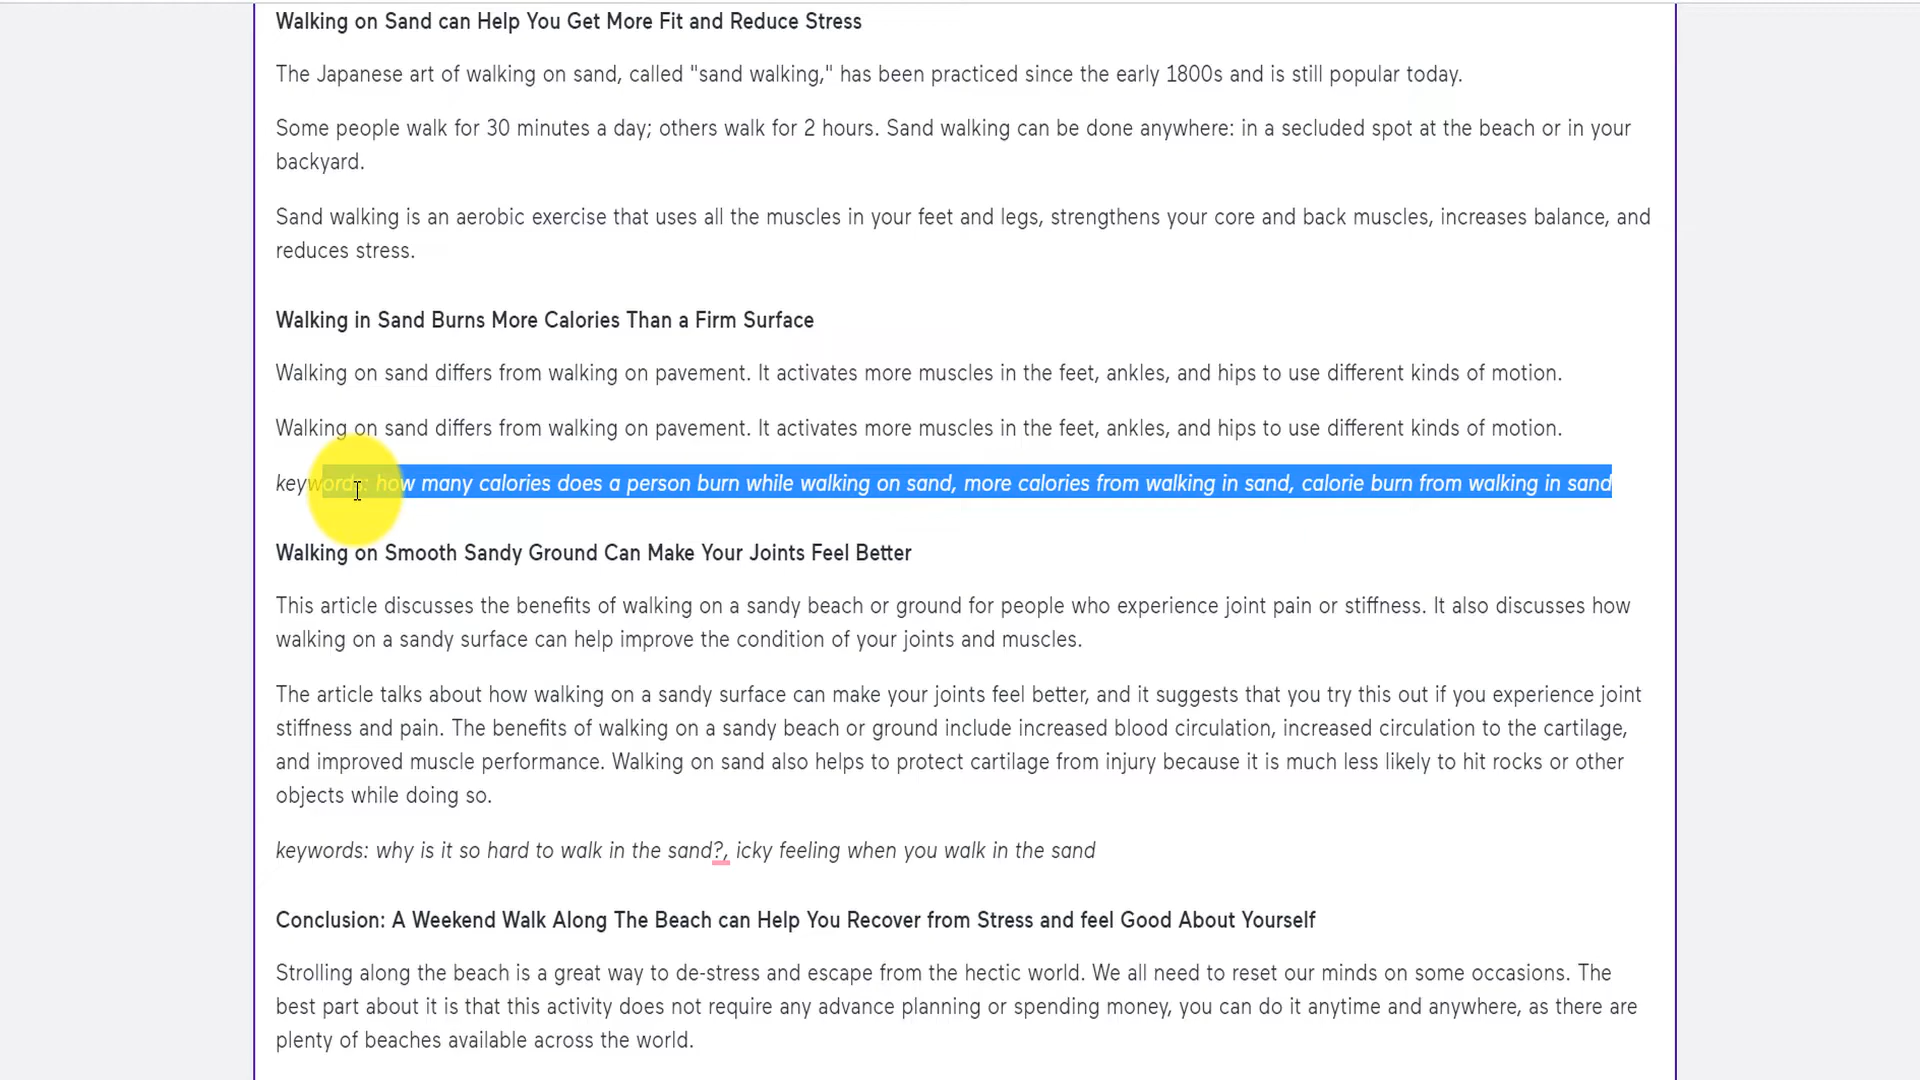 Walking on Sand can Help You Get More Fit and Reduce Stress
The Japanese art of walking on sand, called "sand walking," has been practiced since the early 1800s and is still popular today.
Some people walk for 30 minutes a day; others walk for 2 hours. Sand walking can be done anywhere: in a secluded spot at the beach or in your
backyard.
Sand walking is an aerobic exercise that uses all the muscles in your feet and legs, strengthens your core and back muscles, increases balance, and
reduces stress.
Walking in Sand Burns More Calories Than a Firm Surface
Walking on sand differs from walking on pavement. It activates more muscles in the feet, ankles, and hips to use different kinds of motion.
Walking on sand differs from walking on pavement. It activates more muscles in the feet, ankles, and hips to use different kinds of motion.
keywords: how many calories does a person burn while walking on sand, more calories from walking in sand, calorie burn from walking in sand
Walking on Smooth Sandy Ground Can Make Your Joints Feel Better
This article discusses the benefits of walking on a sandy beach or ground for people who experience joint pain or stiffness. It also discusses how
walking on a sandy surface can help improve the condition of your joints and muscles.
The article talks about how walking on a sandy surface can make your joints feel better, and it suggests that you try this out if you experience joint
stiffness and pain. The benefits of walking on a sandy beach or ground include increased blood circulation, increased circulation to the cartilage,
and improved muscle performance. Walking on sand also helps to protect cartilage from injury because it is much less likely to hit rocks or other
objects while doing so.
keywords: why is it so hard to walk in the sand?, icky feeling when you walk in the sand
Conclusion: A Weekend Walk Along The Beach can Help You Recover from Stress and feel Good About Yourself
Strolling along the beach is a great way to de-stress and escape from the hectic world. We all need to reset our minds on some occasions. The
best part about it is that this activity does not require any advance planning or spending money, you can do it anytime and anywhere, as there are
plenty of beaches available across the world.